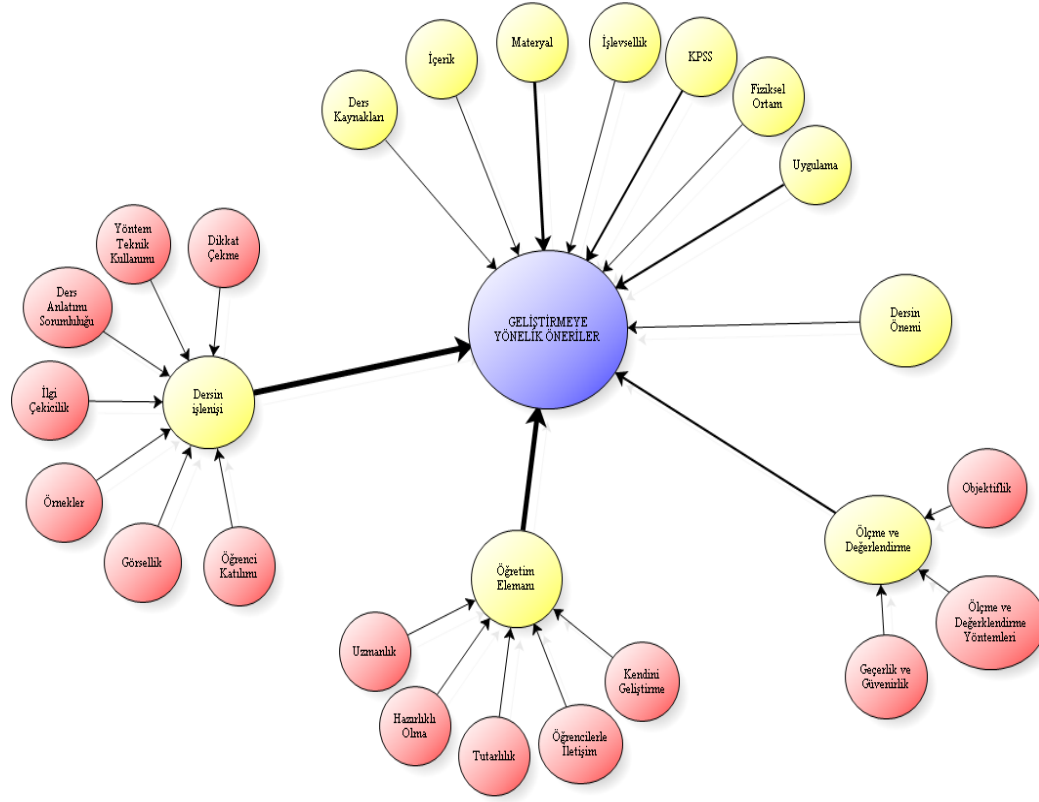 Materyal
İşlevsellik
İçerik
KPSS
Ders
Kaynakları
Fiziksel
Ortam
Uygulama
Yöntem
Teknik
Kullanımı
Dikkat
Çekme
Ders
Anlatımı
Sorumluluğu
GELİŞTİRMEYE
YÖNELİK ÖNERİLER
Dersin
Önemi
İlgi
Çekicilik
Dersin
işlenişi
Örnekler
Görsellik
Öğrenci
Katılımı
Objektiflik
Ölçme ve
Değerlendirme
Öğretim
Elemanı
Ölçme ve
Değerklendirme
Yöntemleri
Uzmanlık
Kendini
Geliştirme
Geçerlik ve
Güvenirlik
Hazırlıklı
Olma
Tutarlılık
Öğrencilerle
İletişim